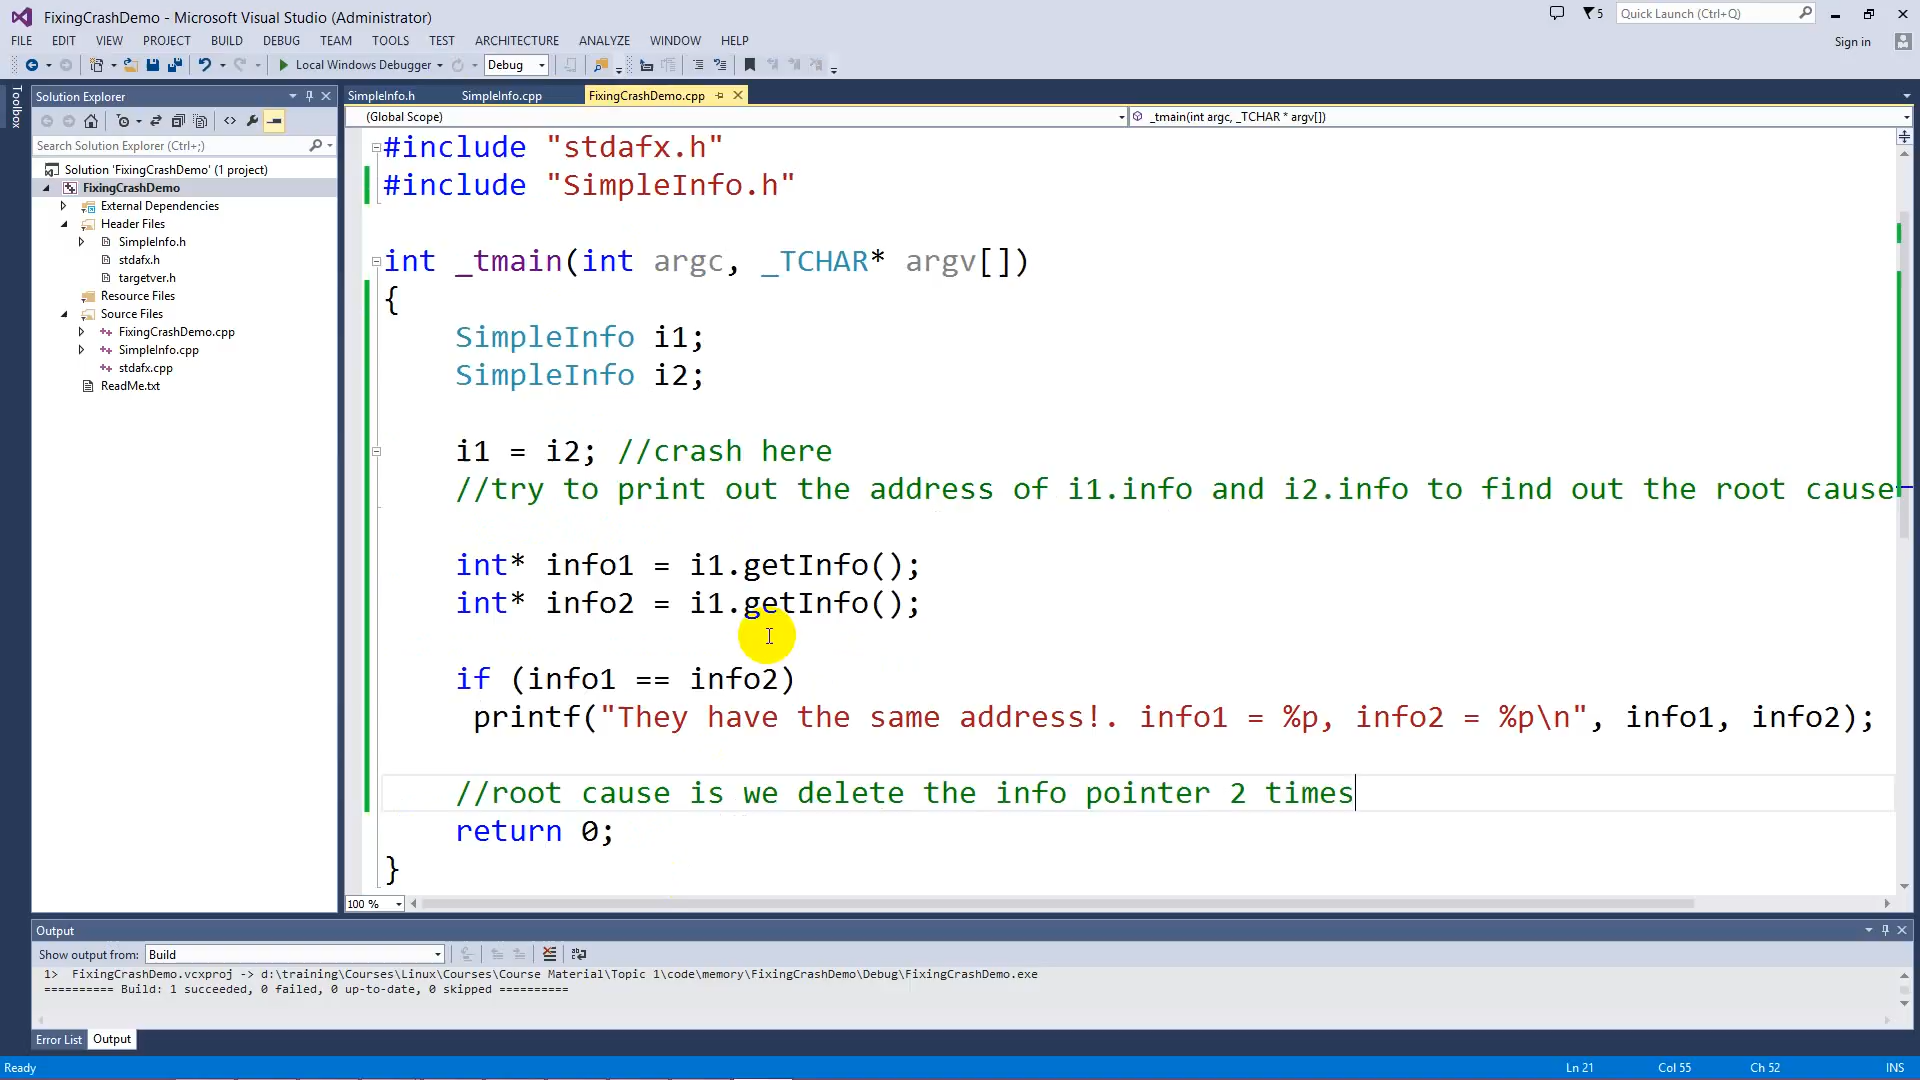 FixingCrashDemo - Microsoft Visual Studio (Administrator)
5
Quick Launch (Ctrl+Q)
FILE EDIT VIEW PROJECT BUILD DEBUG TEAM TOOLS TEST ARCHITECTURE ANALYZE WINDOW HELP
Sign in
Local Windows Debugger Debug
Toolbox
Solution Explorer
Search Solution Explorer (Ctrl+;)
Solution 'FixingCrashDemo' (1 project)
FixingCrashDemo
External Dependencies
Header Files
SimpleInfo.h
stdafx.h
targetver.h
Resource Files
Source Files
FixingCrashDemo.cpp
SimpleInfo.cpp
stdafx.cpp
ReadMe.txt
SimpleInfo.h SimpleInfo.cpp FixingCrashDemo.cpp
(Global Scope) _tmain(int argc, _TCHAR * argv[])
#include "stdafx.h"
#include "SimpleInfo.h"
int _tmain(int argc, _TCHAR* argv[])
{
SimpleInfo i1;
SimpleInfo i2;
i1 = i2; //crash here
//try to print out the address of i1.info and i2.info to find out the root cause
int* info1 = i1.getInfo();
int* info2 = i1.getInfo();
if (info1 == info2)
printf("They have the same address!. info1 = %p, info2 = %p\n", info1, info2);
//root cause is we delete the info pointer 2 times
return 0;
}
100 %
Output
Show output from: Build
1> FixingCrashDemo.vcxproj -> d:\training\Courses\Linux\Courses\Course Material\Topic 1\code\memory\FixingCrashDemo\Debug\FixingCrashDemo.exe
========== Build: 1 succeeded, 0 failed, 0 up-to-date, 0 skipped ==========
Error List Output
Ready Ln 21 Col 55 Ch 52 INS